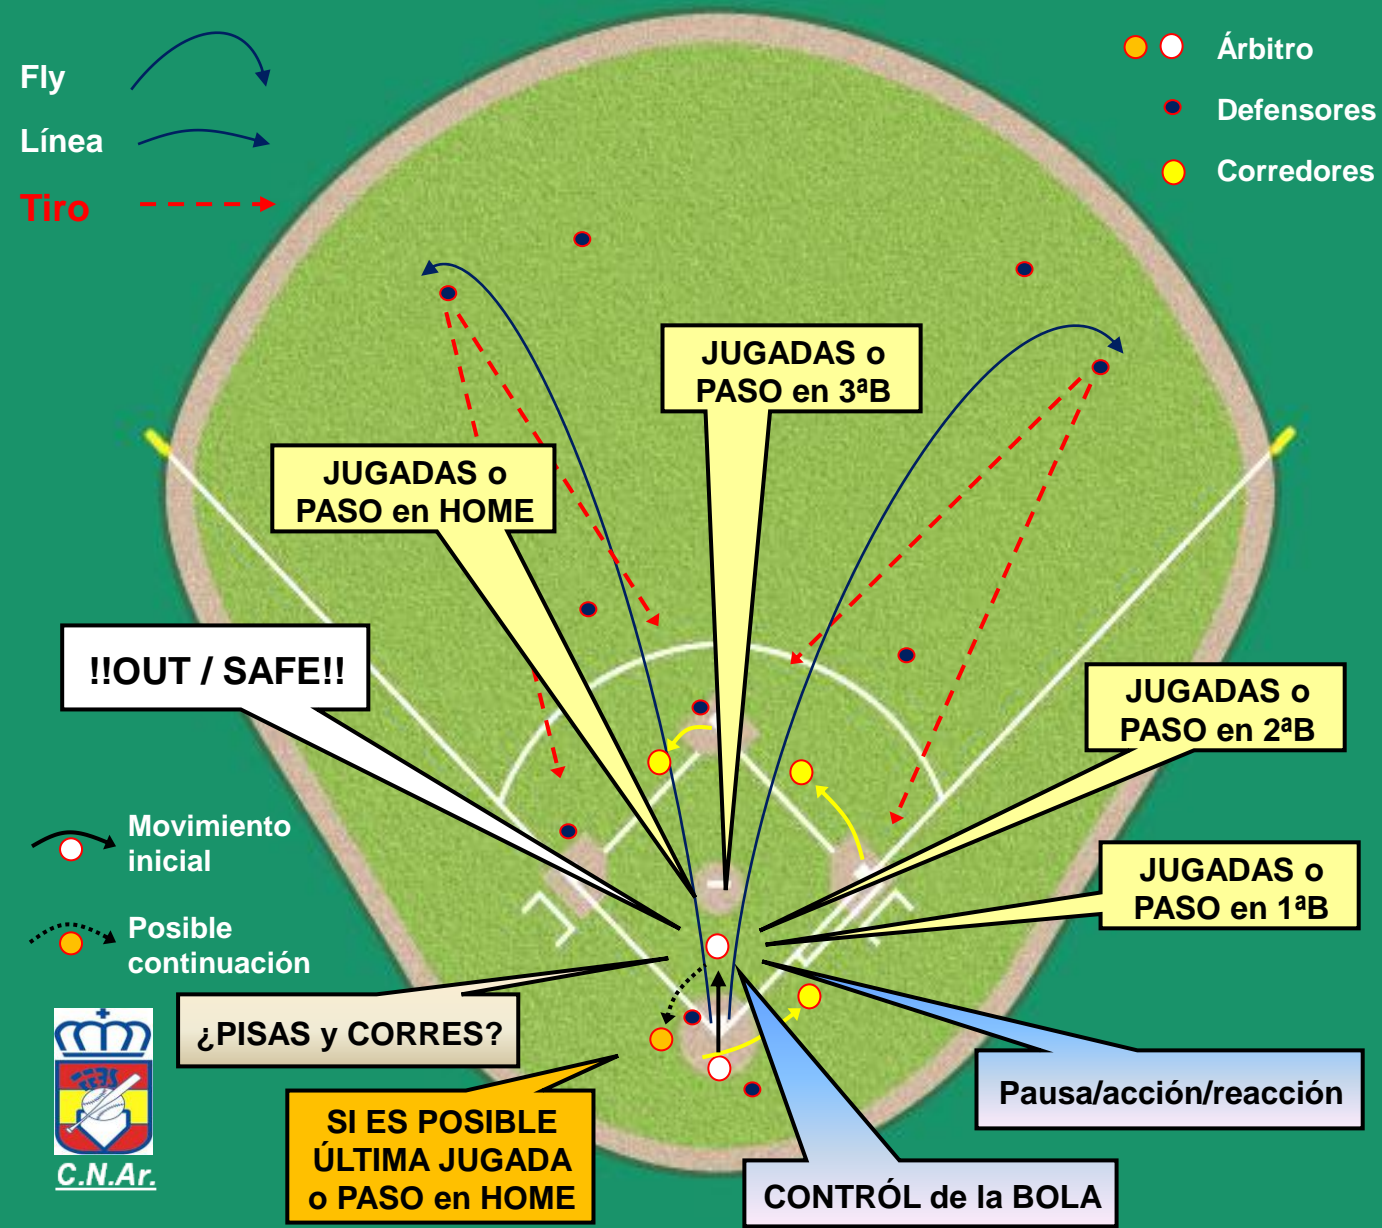 Fly
Línea
Tiro
Árbitro
Defensores
Corredores
JUGADAS o
PASO en 3ªB
JUGADAS o
PASO en HOME
!!OUT / SAFE!!
JUGADAS o
PASO en 2ªB
JUGADAS o
PASO en 1ªB
Movimiento
inicial
Posible
continuación
¿PISAS y CORRES?
Pausa/acción/reacción
SI ES POSIBLE
ÚLTIMA JUGADA
o PASO en HOME
CONTRÓL de la BOLA
C.N.Ar.